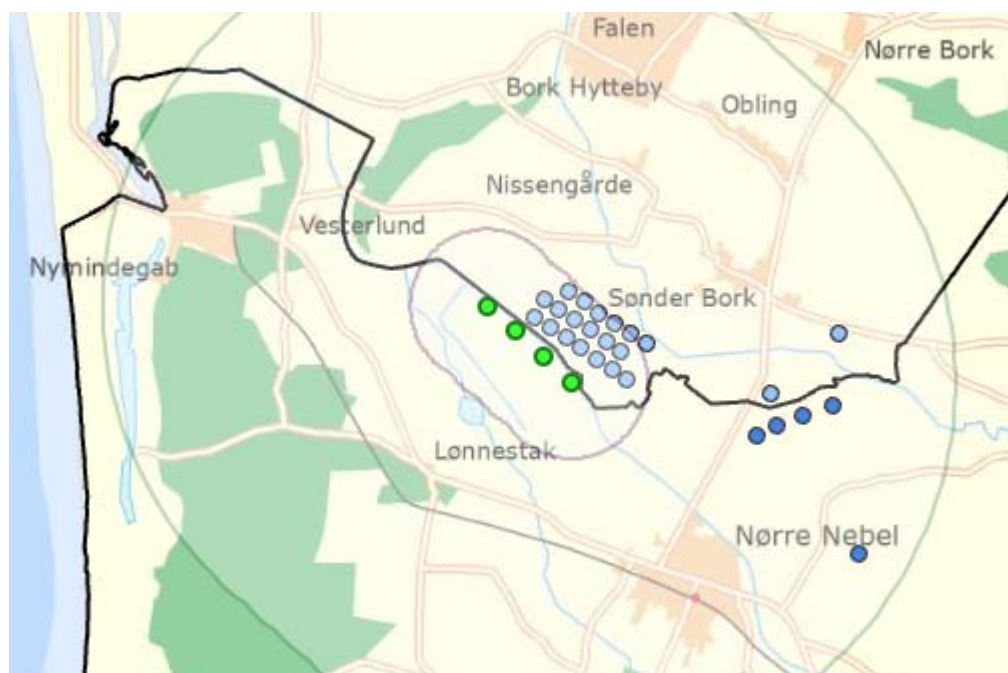 Falen
Nørre Bork
Bork Hytteby
Obling
Nissengårde
Vesterlund
Nymindegab
Sønder Bork
Lønnestak
Nørre Nebel